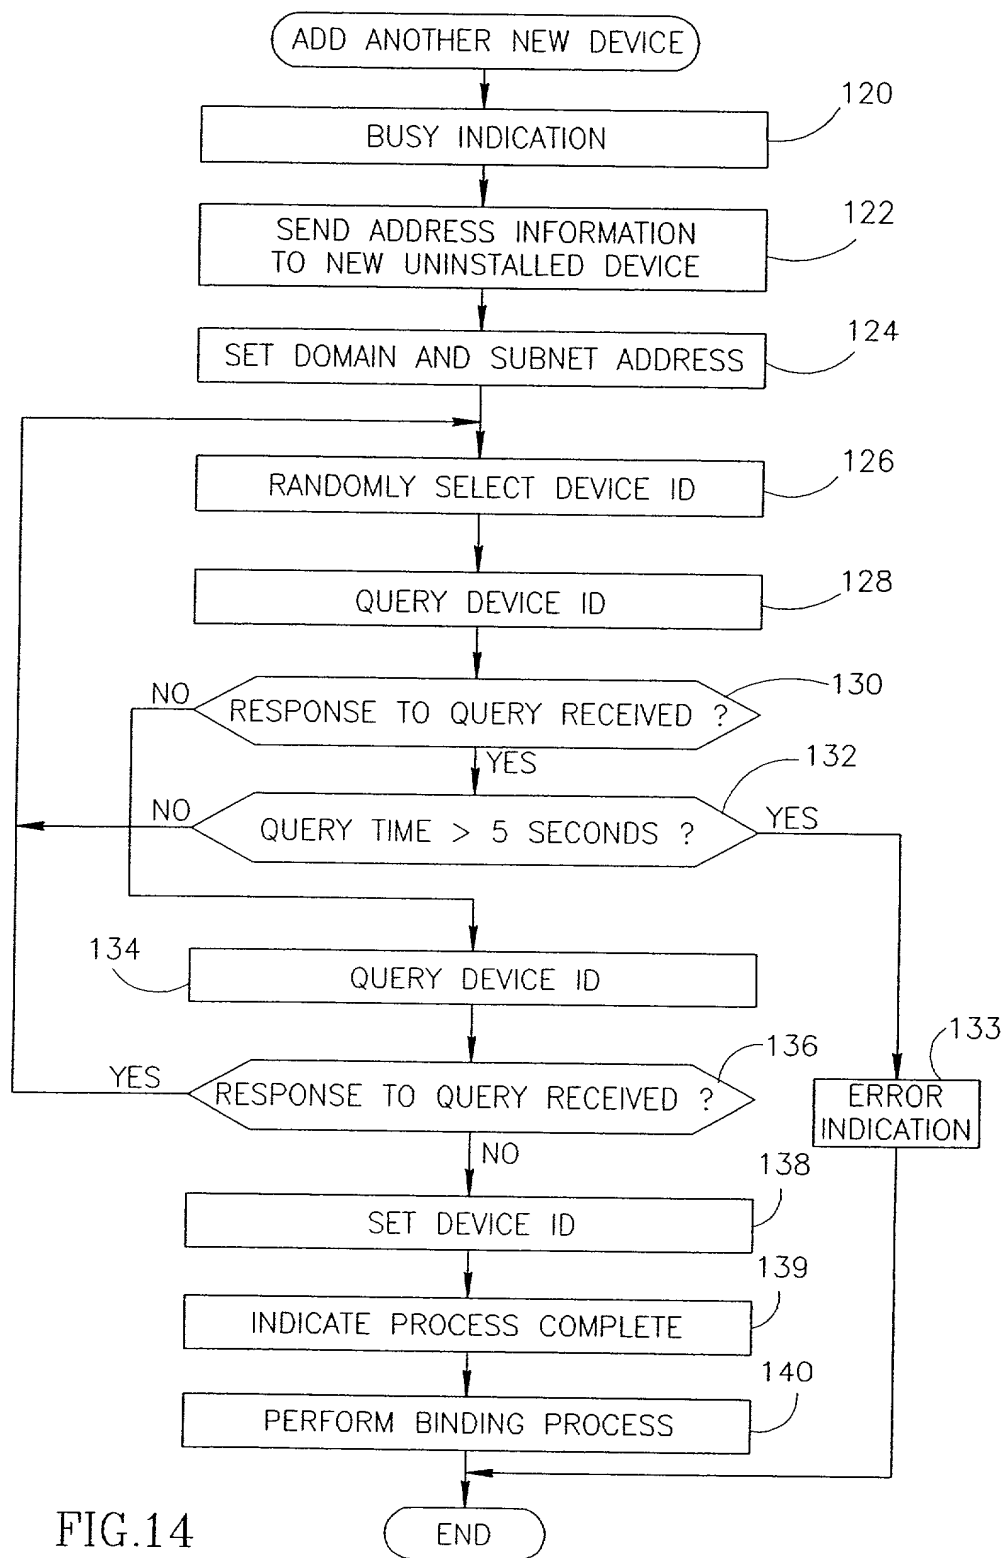 ADD ANOTHER NEW DEVICE
120
BUSY INDICATION
122
SEND ADDRESS INFORMATION
TO NEW UNINSTALLED DEVICE
124
SET DOMAIN AND SUBNET ADDRESS
126
RANDOMLY SELECT DEVICE ID
128
QUERY DEVICE ID
130
NO
RESPONSE TO QUERY RECEIVED ?
YES
132
NO
QUERY TIME > 5 SECONDS ?
YES
134
QUERY DEVICE ID
133
136
YES
RESPONSE TO QUERY RECEIVED ?
ERROR
INDICATION
NO
138
SET DEVICE ID
139
INDICATE PROCESS COMPLETE
140
PERFORM BINDING PROCESS
END
FIG.14